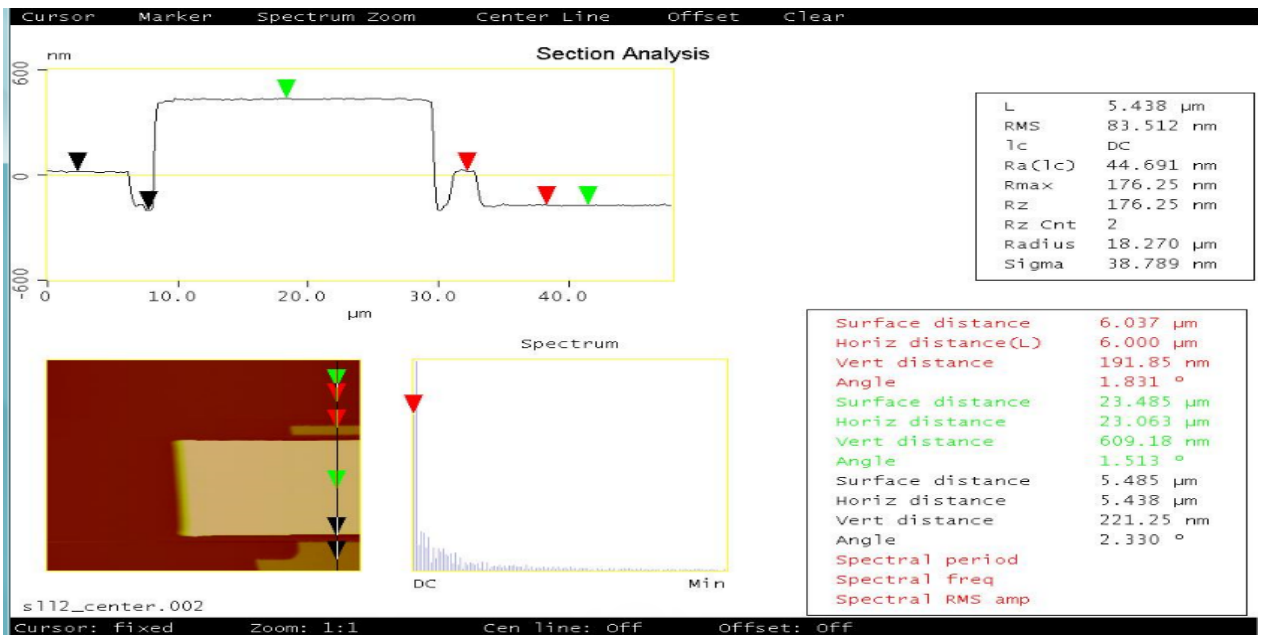 Cursor Marker Spectrum Zoom Center Line Offset Clear
Section Analysis
nm
600
0
-600
0 10.0 20.0 30.0 40.0
µm
L 5.438 µm
RMS 83.512 nm
lc DC
Ra(lc) 44.691 nm
Rmax 176.25 nm
Rz 176.25 nm
Rz Cnt 2
Radius 18.270 µm
Sigma 38.789 nm
Spectrum
DC Min
Surface distance 6.037 µm
Horiz distance(L) 6.000 µm
Vert distance 191.85 nm
Angle 1.831 °
Surface distance 23.485 µm
Horiz distance 23.063 µm
Vert distance 609.18 nm
Angle 1.513 °
Surface distance 5.485 µm
Horiz distance 5.438 µm
Vert distance 221.25 nm
Angle 2.330 °
Spectral period
Spectral freq
Spectral RMS amp
s112_center.002
Cursor: fixed Zoom: 1:1 Cen line: Off Offset: Off